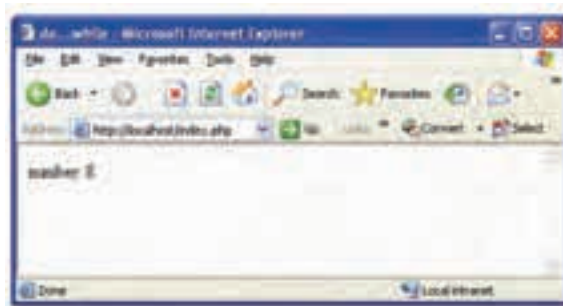 do...while - Microsoft Internet Explorer
File Edit View Favorites Tools Help
Back Search Favorites
Address http://localhost/index.php Go Links Convert Select
number 8
Done Local intranet